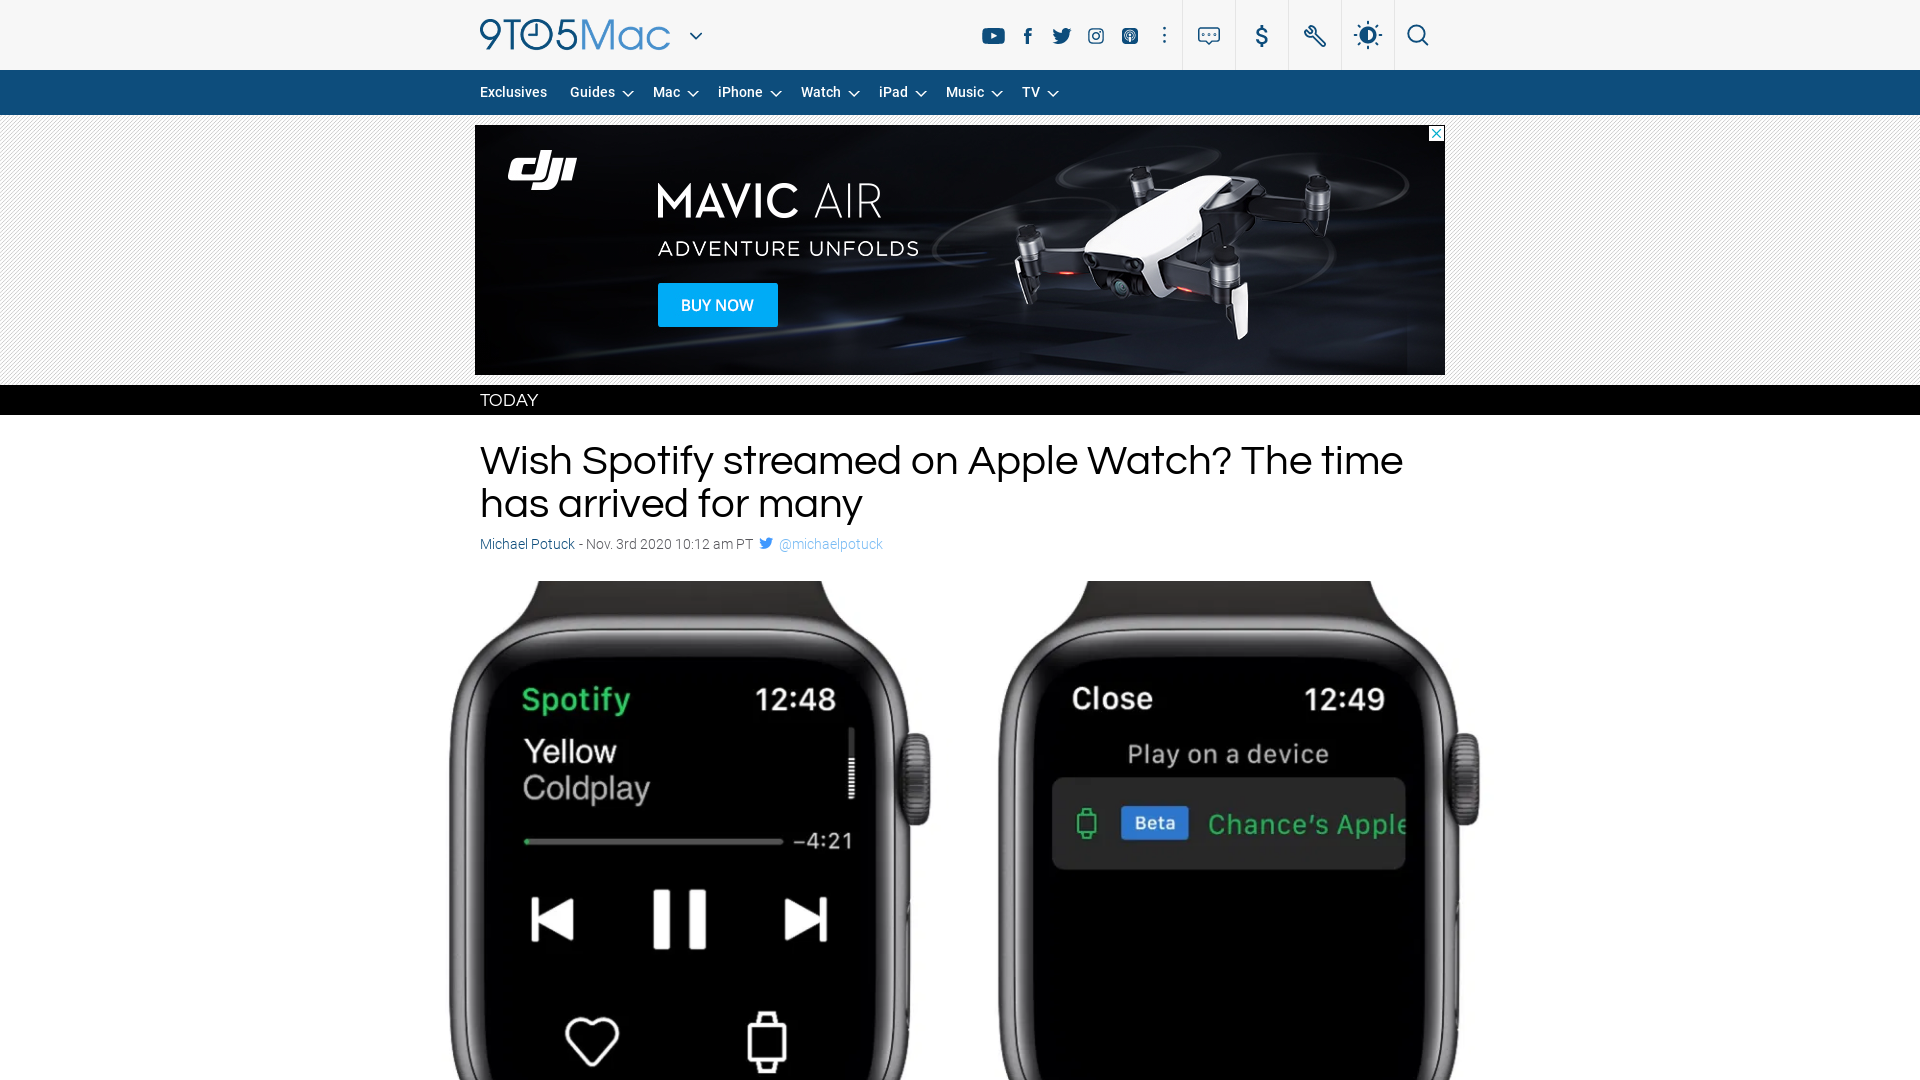 9TO5Mac
Exclusives Guides Mac iPhone Watch iPad Music TV
dji
MAVIC AIR
ADVENTURE UNFOLDS
BUY NOW
TODAY
Wish Spotify streamed on Apple Watch? The time
has arrived for many
Michael Potuck - Nov. 3rd 2020 10:12 am PT @michaelpotuck
Spotify 12:48
Yellow
Coldplay
-4:21
Close 12:49
Play on a device
Beta Chance's Apple